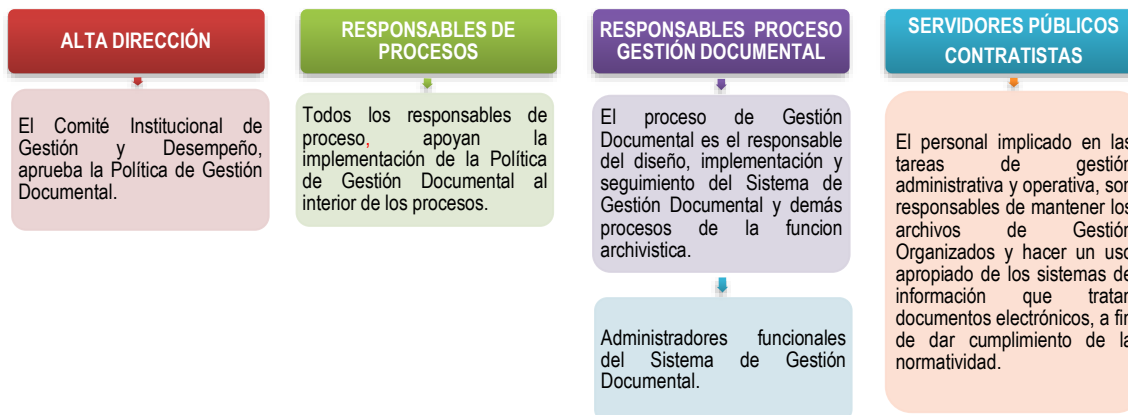 ALTA DIRECCIÓN
El Comité Institucional de
Gestión y Desempeño,
aprueba la Política de Gestión
Documental.
RESPONSABLES DE
PROCESOS
Todos los responsables de
proceso, apoyan la
implementación de la Política
de Gestión Documental al
interior de los procesos.
RESPONSABLES PROCESO
GESTIÓN DOCUMENTAL
El proceso de Gestión
Documental es el responsable
del diseño, implementación y
seguimiento del Sistema de
Gestión Documental y demás
procesos de la funcion
archivistica.
Administradores funcionales
del Sistema de Gestión
Documental.
SERVIDORES PÚBLICOS
CONTRATISTAS
El personal implicado en las
tareas de gestión
administrativa y operativa, son
responsables de mantener los
archivos de Gestión
Organizados y hacer un uso
apropiado de los sistemas de
información que tratan
documentos electrónicos, a fin
de dar cumplimiento de la
normatividad.